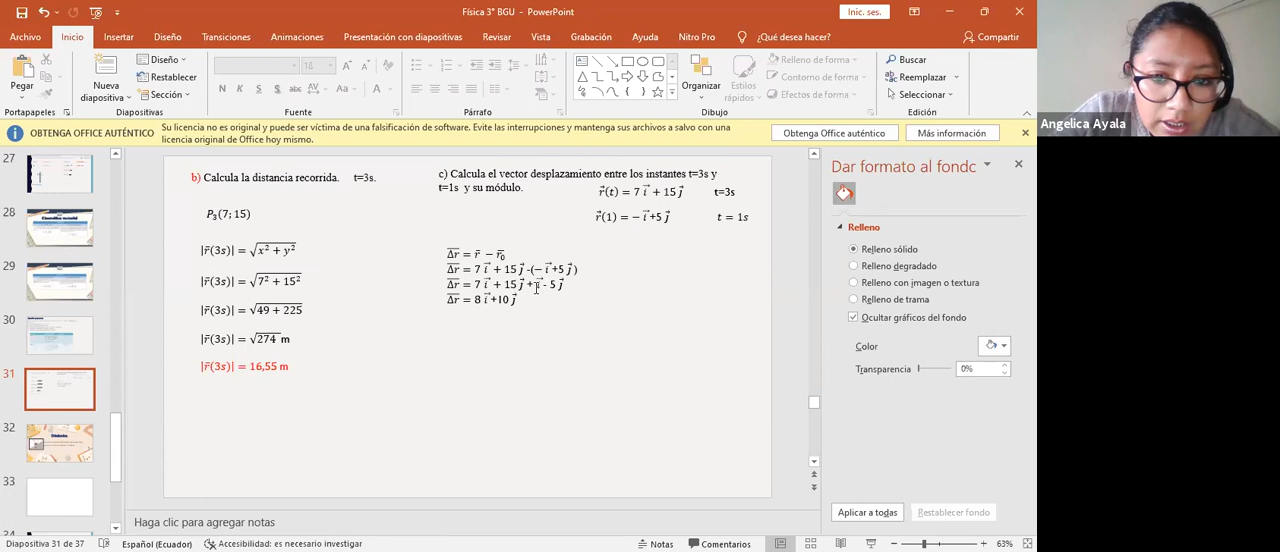 Física 3° BGU - PowerPoint
Inic. ses.
Archivo Inicio Insertar Diseño Transiciones Animaciones Presentación con diapositivas Revisar Vista Grabación Ayuda Nitro Pro ¿Qué desea hacer? Compartir
Pegar
Nueva diapositiva
Diseño
Restablecer
Sección
18
N K S S abc AV Aa A
Organizar
Estilos rápidos
Relleno de forma
Contorno de forma
Efectos de forma
Buscar
Reemplazar
Seleccionar
Portapapeles Diapositivas Fuente Párrafo Dibujo Edición
OBTENGA OFFICE AUTÉNTICO Su licencia no es original y puede ser víctima de una falsificación de software. Evite las interrupciones y mantenga sus archivos a salvo con una
licencia original de Office hoy mismo.
Obtenga Office auténtico
Más información
Angelica Ayala
27
28
29
30
31
32
33
b) Calcula la distancia recorrida. t=3s.
P₃(7; 15)
|r̄(3s)| = √(x² + y²)
|r̄(3s)| = √(7² + 15²)
|r̄(3s)| = √(49 + 225)
|r̄(3s)| = √274 m
|r̄(3s)| = 16,55 m
c) Calcula el vector desplazamiento entre los instantes t=3s y
t=1s y su módulo.
r⃗(t) = 7 i⃗ + 15 j⃗ t=3s
r⃗(1) = − i⃗ +5 j⃗ t = 1s
Δr = r̄ − r̄₀
Δr = 7 i⃗ + 15 j⃗ -(− i⃗ +5 j⃗ )
Δr = 7 i⃗ + 15 j⃗ + i⃗ - 5 j⃗
Δr = 8 i⃗ +10 j⃗
Dar formato al fondo
Relleno
Relleno sólido
Relleno degradado
Relleno con imagen o textura
Relleno de trama
Ocultar gráficos del fondo
Color
Transparencia 0%
Aplicar a todas
Restablecer fondo
Haga clic para agregar notas
Diapositiva 31 de 37 Español (Ecuador) Accesibilidad: es necesario investigar Notas Comentarios 63%